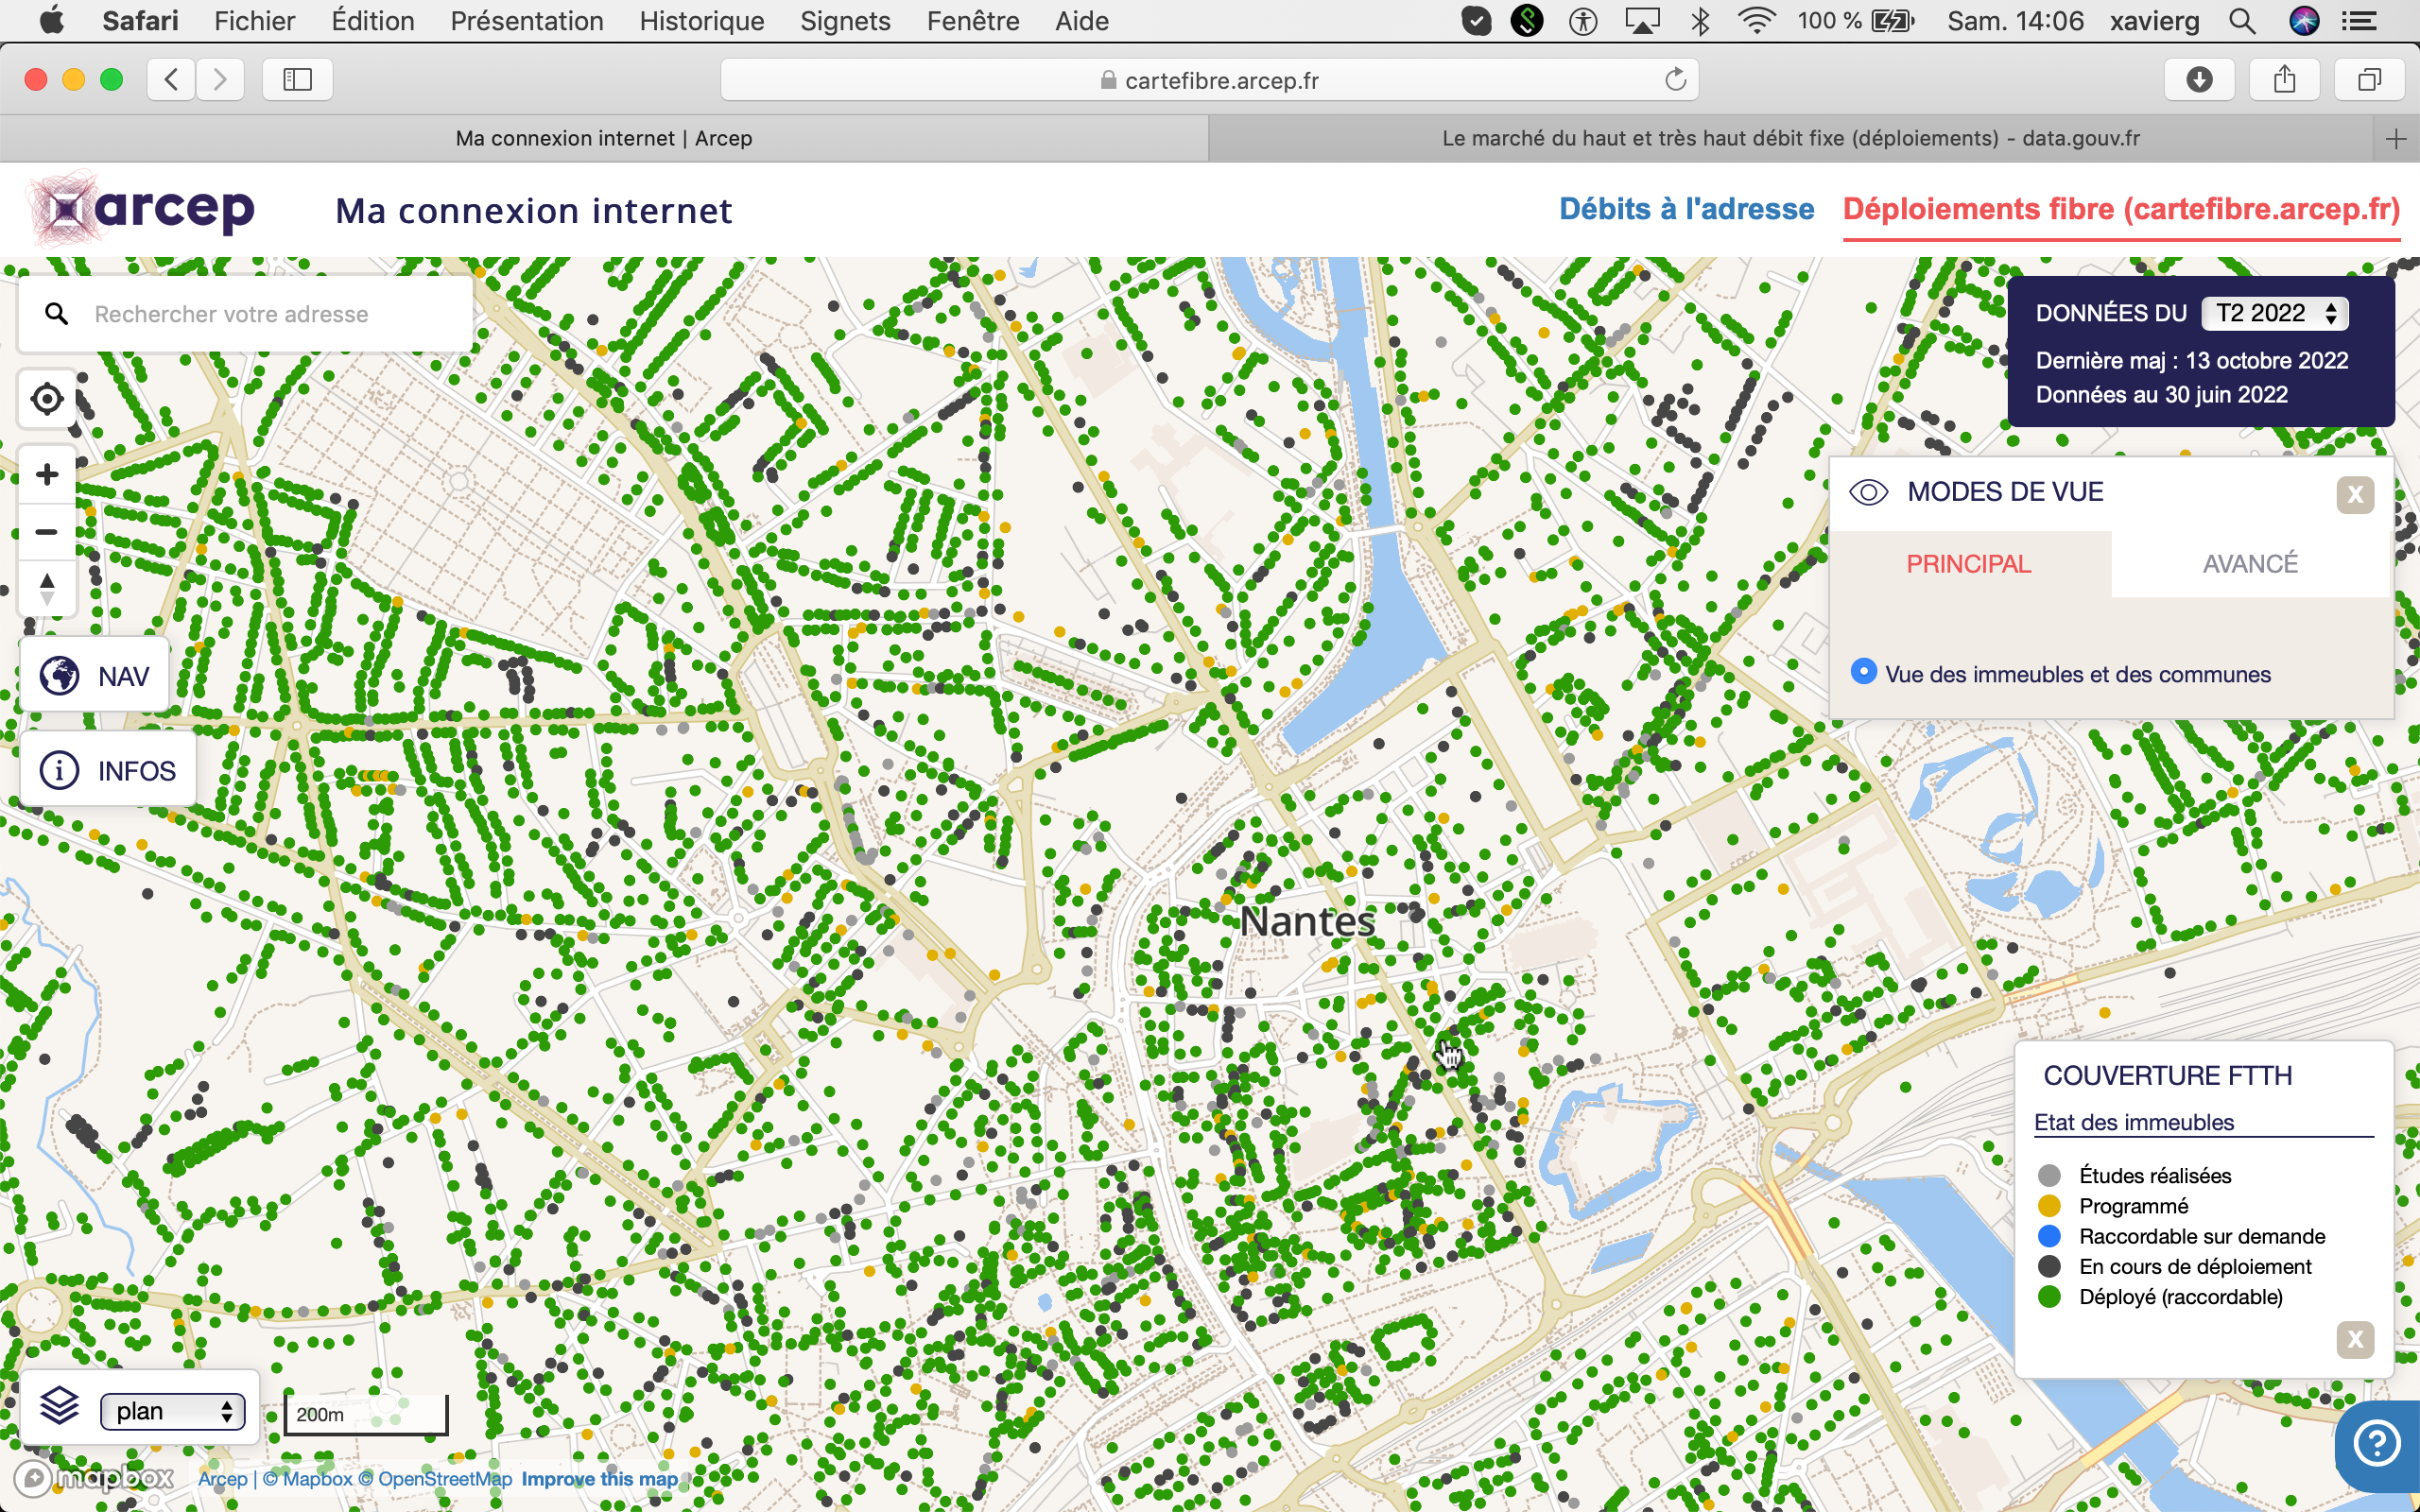 Safari Fichier Édition Présentation Historique Signets Fenêtre Aide 100 % Sam. 14:06 xavierg
cartefibre.arcep.fr
Ma connexion internet | Arcep
Le marché du haut et très haut débit fixe (déploiements) - data.gouv.fr
arcep
Ma connexion internet
Débits à l'adresse
Déploiements fibre (cartefibre.arcep.fr)
Rechercher votre adresse
DONNÉES DU T2 2022
Dernière maj : 13 octobre 2022
Données au 30 juin 2022
MODES DE VUE
X
PRINCIPAL
AVANCÉ
Vue des immeubles et des communes
NAV
INFOS
Nantes
COUVERTURE FTTH
Etat des immeubles
Études réalisées
Programmé
Raccordable sur demande
En cours de déploiement
Déployé (raccordable)
X
plan
200m
mapbox
Arcep | © Mapbox © OpenStreetMap Improve this map